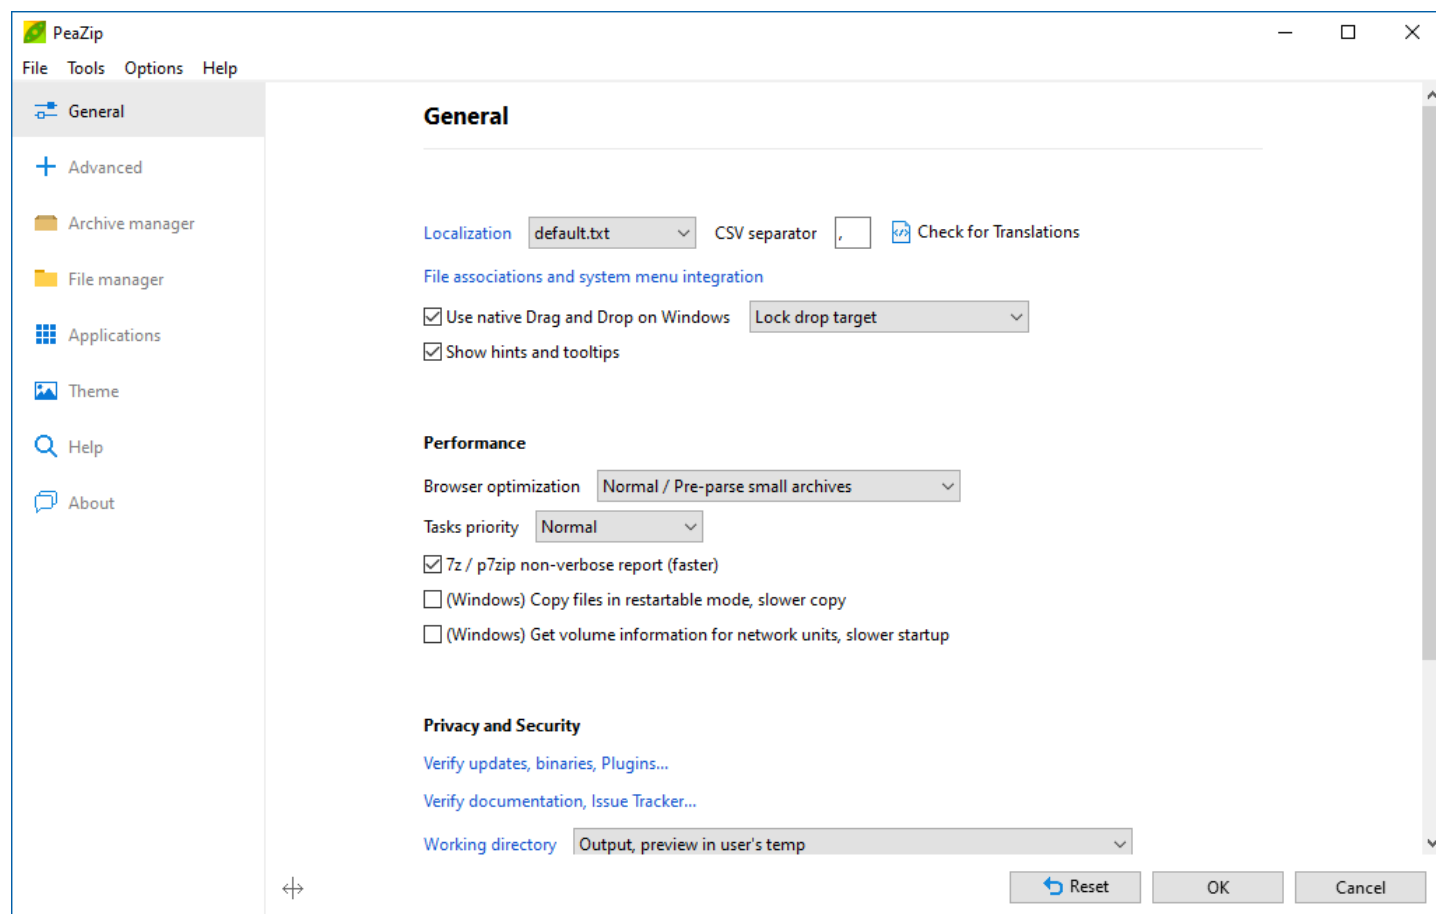 PeaZip
File Tools Options Help
General
Advanced
Archive manager
File manager
Applications
Theme
Help
About
General
Localization default.txt CSV separator , Check for Translations
File associations and system menu integration
Use native Drag and Drop on Windows Lock drop target
Show hints and tooltips
Performance
Browser optimization Normal / Pre-parse small archives
Tasks priority Normal
7z / p7zip non-verbose report (faster)
(Windows) Copy files in restartable mode, slower copy
(Windows) Get volume information for network units, slower startup
Privacy and Security
Verify updates, binaries, Plugins...
Verify documentation, Issue Tracker...
Working directory Output, preview in user's temp
Reset OK Cancel